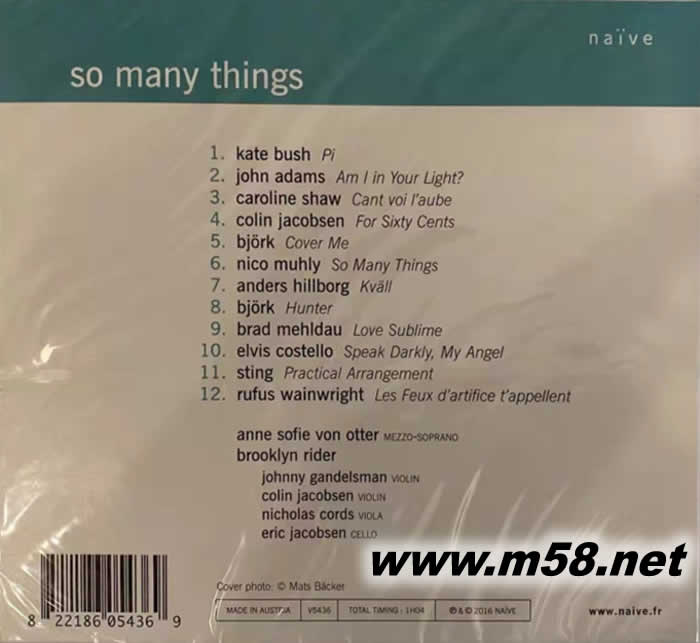 naïve
so many things
1. kate bush Pi
2. john adams Am I in Your Light?
3. caroline shaw Cant voi l'aube
4. colin jacobsen For Sixty Cents
5. björk Cover Me
6. nico muhly So Many Things
7. anders hillborg Kväll
8. björk Hunter
9. brad mehldau Love Sublime
10. elvis costello Speak Darkly, My Angel
11. sting Practical Arrangement
12. rufus wainwright Les Feux d'artifice t'appellent
anne sofie von otter MEZZO-SOPRANO
brooklyn rider
johnny gandelsman VIOLIN
colin jacobsen VIOLIN
nicholas cords VIOLA
eric jacobsen CELLO
www.m58.net
Cover photo: © Mats Bäcker
8 22186 05436 9
MADE IN AUSTRIA V5436 TOTAL TIMING : 1H04 ℗ & © 2016 NAÏVE
www.naive.fr